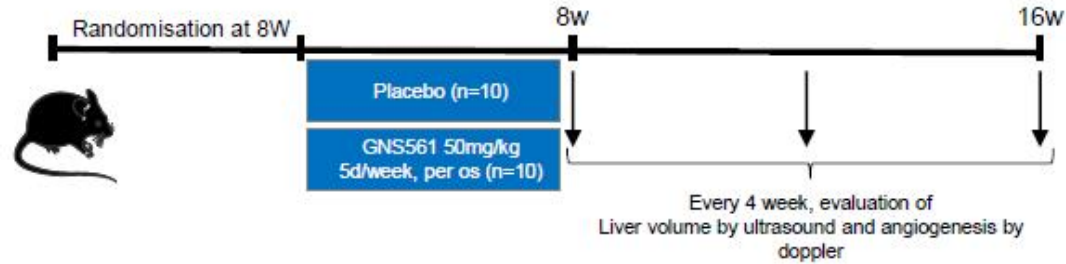 Randomisation at 8W
8w
16w
Placebo (n=10)
GNS561 50mg/kg
5d/week, per os (n=10)
Every 4 week, evaluation of
Liver volume by ultrasound and angiogenesis by
doppler